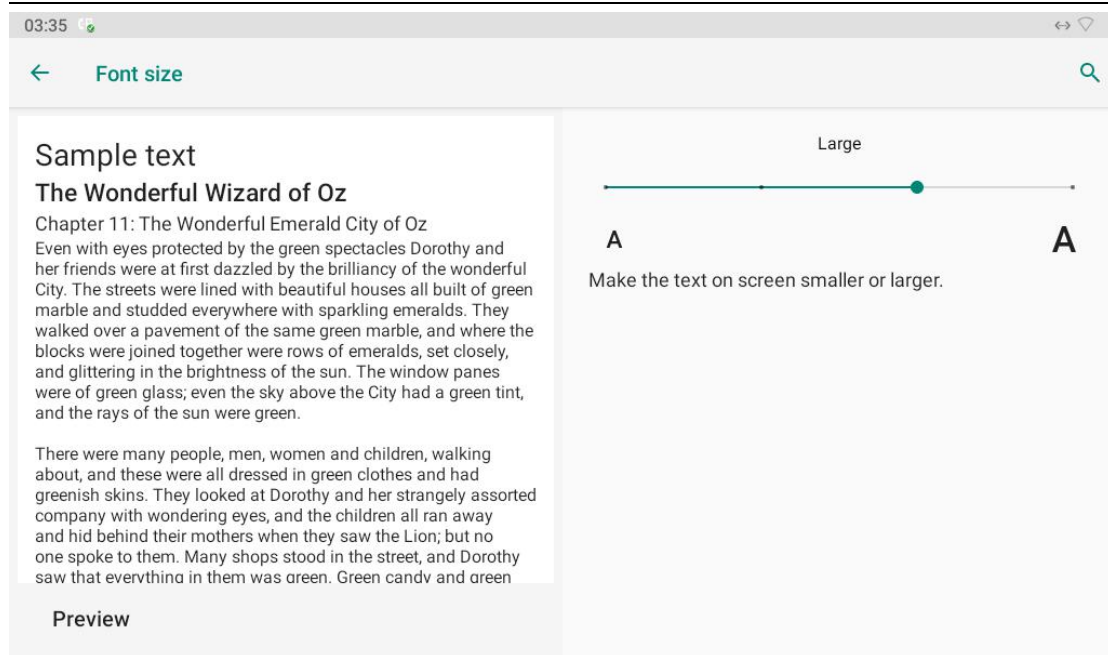 03:35
Font size
Sample text
The Wonderful Wizard of Oz
Chapter 11: The Wonderful Emerald City of Oz
Even with eyes protected by the green spectacles Dorothy and
her friends were at first dazzled by the brilliancy of the wonderful
City. The streets were lined with beautiful houses all built of green
marble and studded everywhere with sparkling emeralds. They
walked over a pavement of the same green marble, and where the
blocks were joined together were rows of emeralds, set closely,
and glittering in the brightness of the sun. The window panes
were of green glass; even the sky above the City had a green tint,
and the rays of the sun were green.
There were many people, men, women and children, walking
about, and these were all dressed in green clothes and had
greenish skins. They looked at Dorothy and her strangely assorted
company with wondering eyes, and the children all ran away
and hid behind their mothers when they saw the Lion; but no
one spoke to them. Many shops stood in the street, and Dorothy
saw that everything in them was green. Green candy and green
Preview
Large
A
A
Make the text on screen smaller or larger.